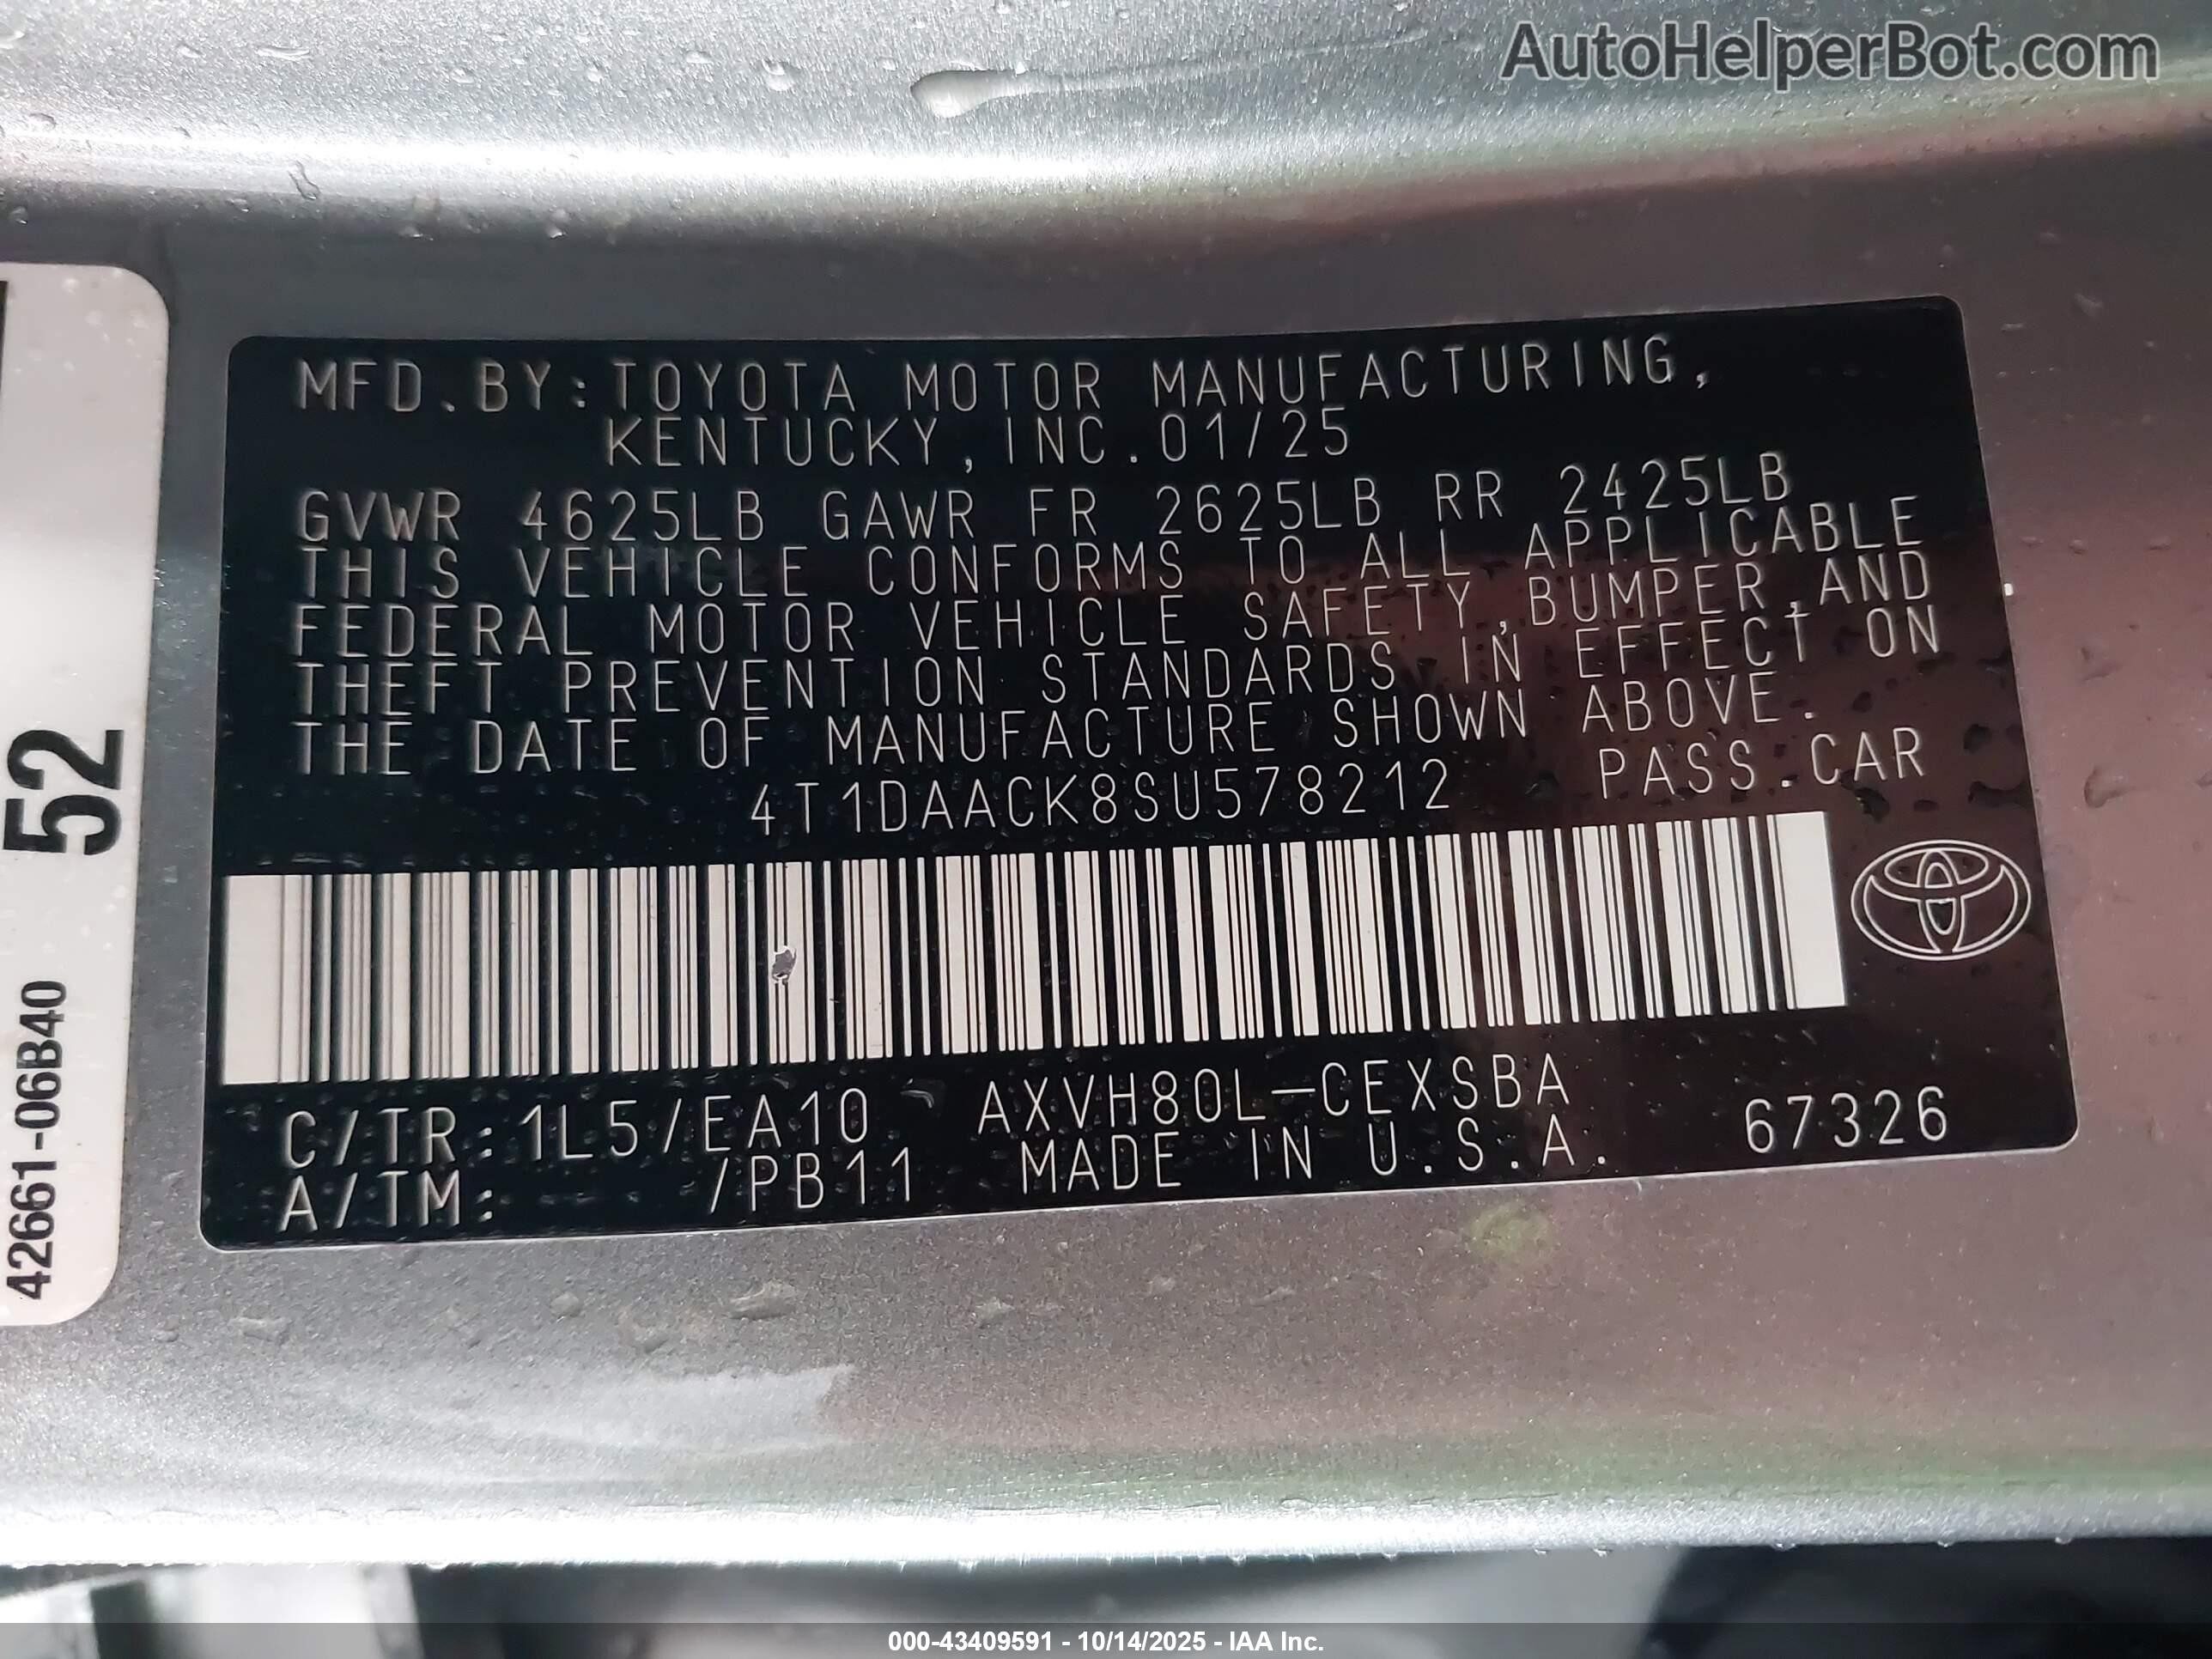 AutoHelperBot.com
MFD.BY:TOYOTA MOTOR MANUFACTURING,
KENTUCKY,INC.01/25
GVWR 4625LB GAWR FR 2625LB RR 2425LB
THIS VEHICLE CONFORMS TO ALL APPLICABLE
FEDERAL MOTOR VEHICLE SAFETY,BUMPER,AND
THEFT PREVENTION STANDARDS IN EFFECT ON
THE DATE OF MANUFACTURE SHOWN ABOVE.
4T1DAACK8SU578212 PASS.CAR
C/TR:1L5/EA10 AXVH80L-CEXSBA
A/TM: /PB11 MADE IN U.S.A. 67326
52
42661-06B40
000-43409591 - 10/14/2025 - IAA Inc.